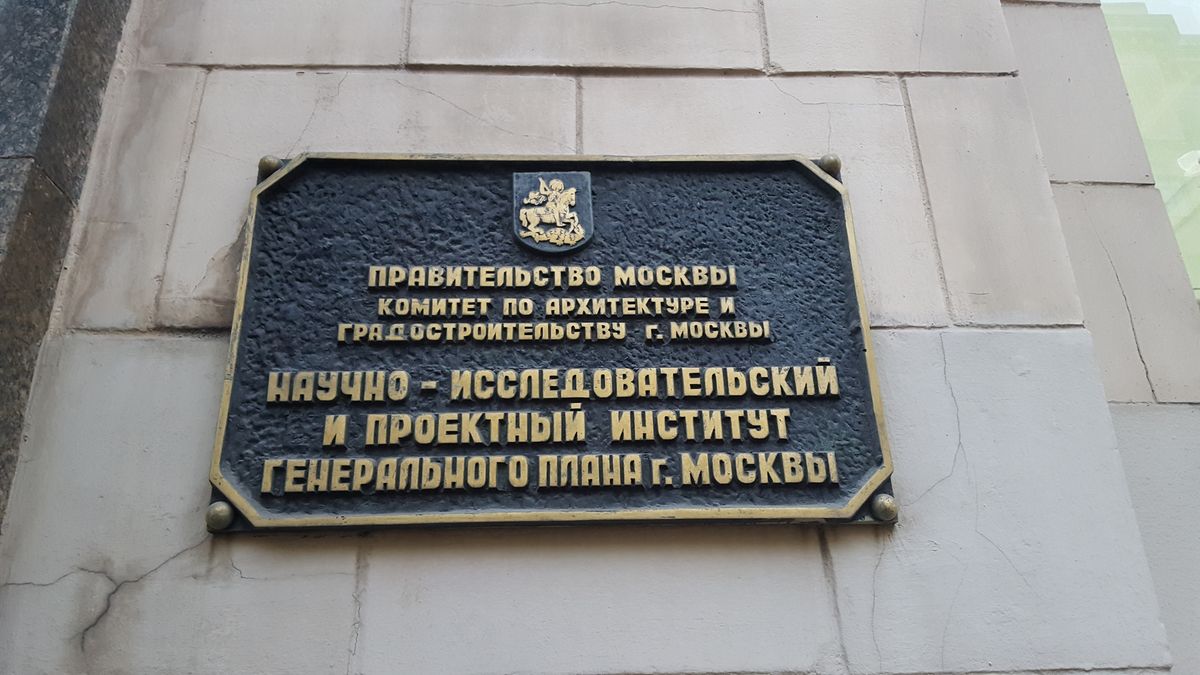 ПРАВИТЕЛЬСТВО МОСКВЫ
КОМИТЕТ ПО АРХИТЕКТУРЕ И
ГРАДОСТРОИТЕЛЬСТВУ г. МОСКВЫ
НАУЧНО - ИССЛЕДОВАТЕЛЬСКИЙ
И ПРОЕКТНЫЙ ИНСТИТУТ
ГЕНЕРАЛЬНОГО ПЛАНА г. МОСКВЫ